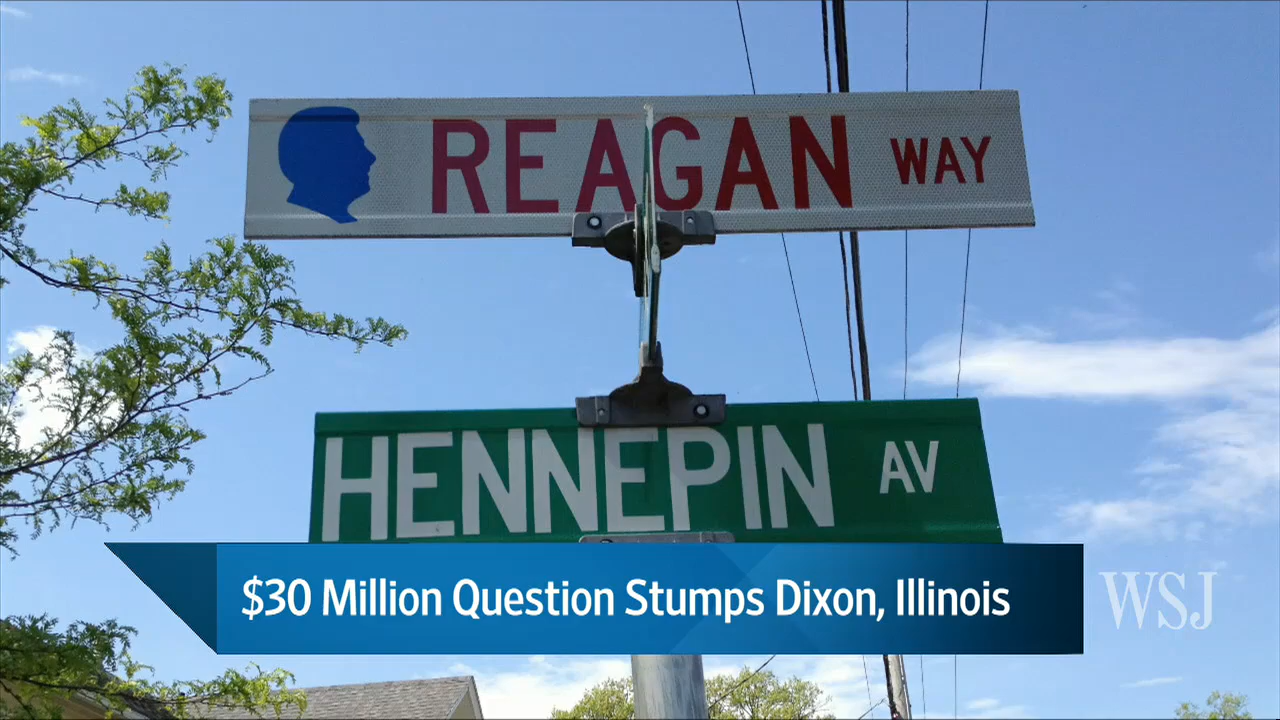 REAGAN WAY
HENNEPIN AV
$30 Million Question Stumps Dixon, Illinois
WSJ